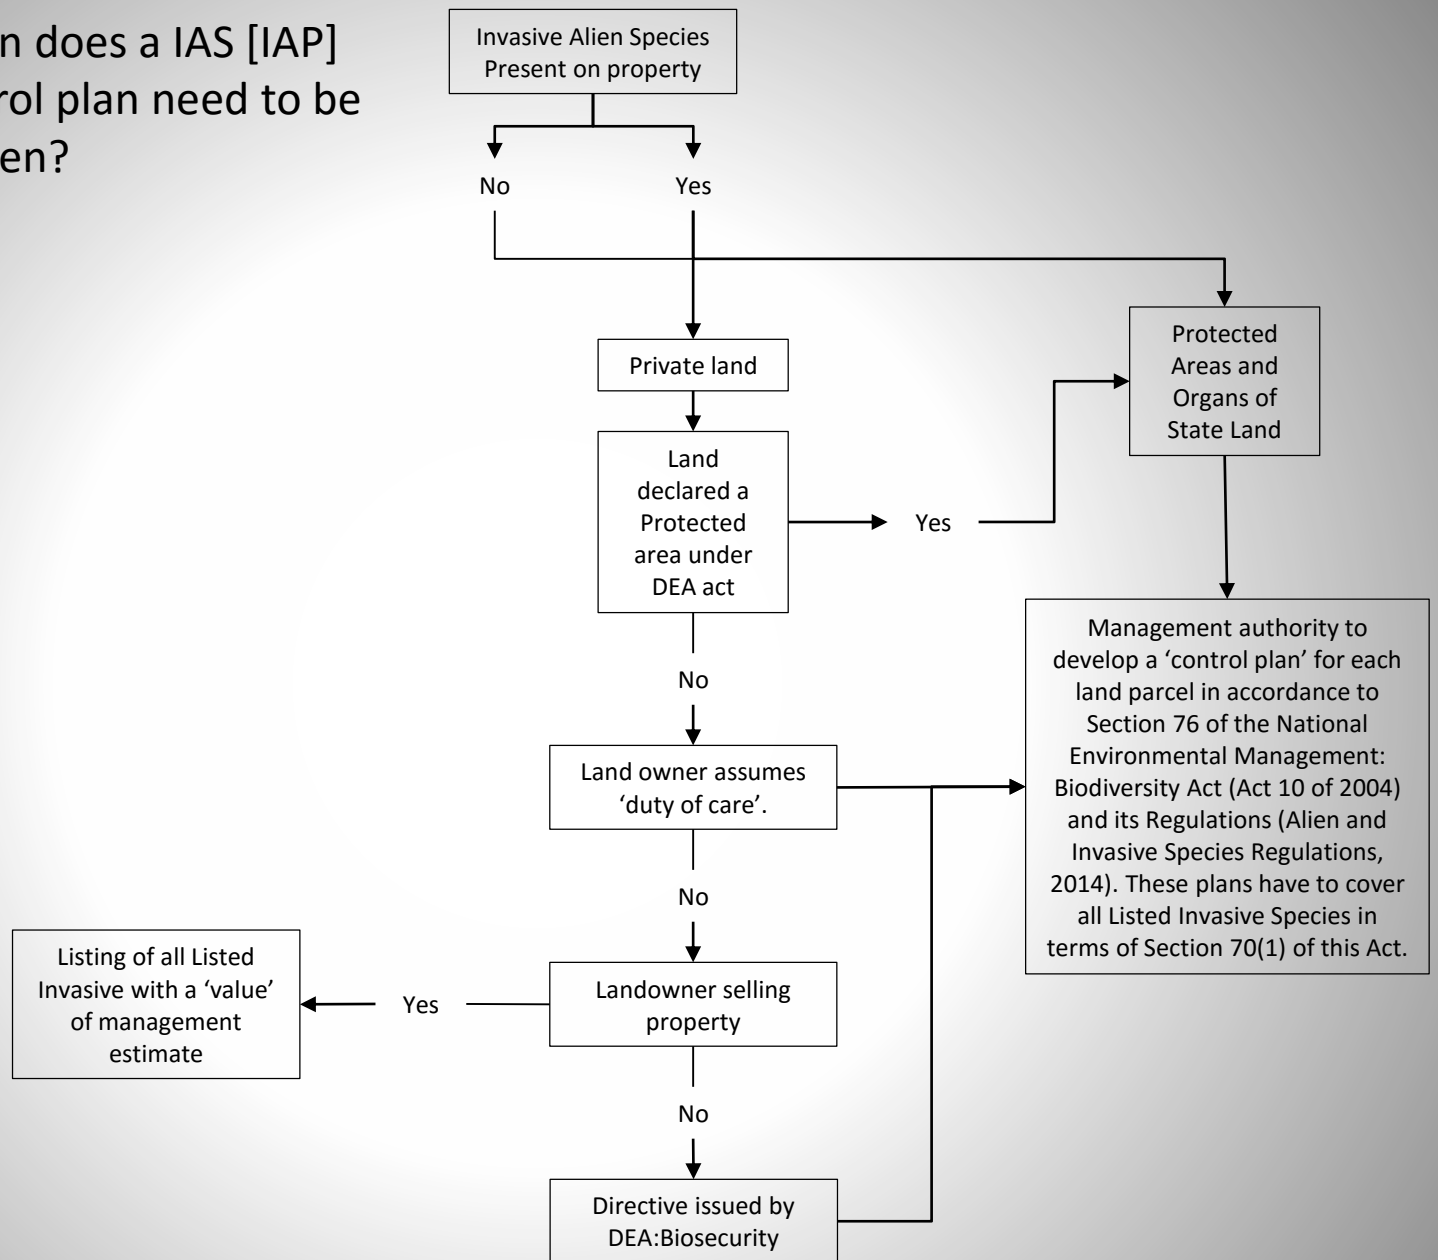 n does a IAS [IAP]
rol plan need to be
en?
Invasive Alien Species
Present on property
No
Yes
Private land
Protected
Areas and
Organs of
State Land
Land
declared a
Protected
area under
DEA act
Yes
No
Management authority to
develop a ‘control plan’ for each
land parcel in accordance to
Section 76 of the National
Environmental Management:
Biodiversity Act (Act 10 of 2004)
and its Regulations (Alien and
Invasive Species Regulations,
2014). These plans have to cover
all Listed Invasive Species in
terms of Section 70(1) of this Act.
Land owner assumes
‘duty of care’.
No
Landowner selling
property
Yes
Listing of all Listed
Invasive with a ‘value’
of management
estimate
No
Directive issued by
DEA:Biosecurity